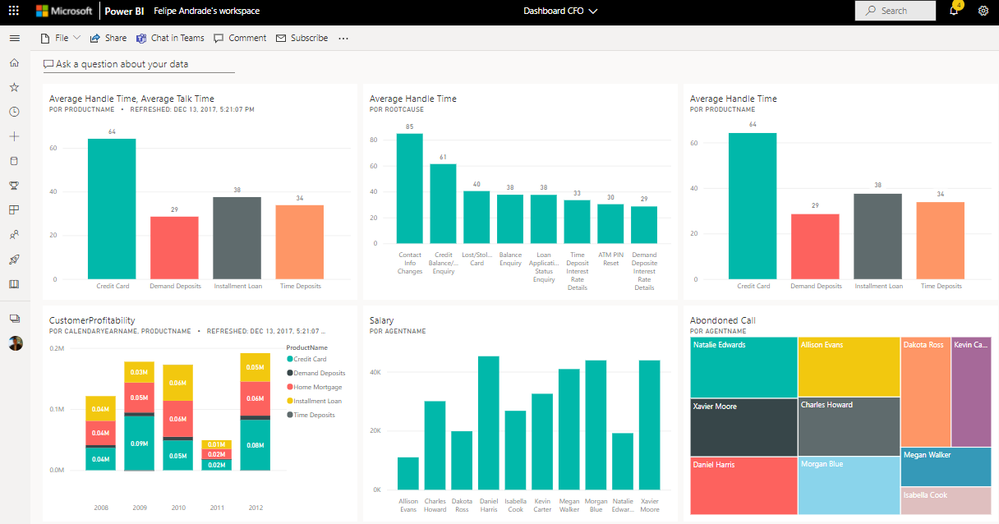 Microsoft Power BI Felipe Andrade's workspace Dashboard CFO Search 4
File Share Chat in Teams Comment Subscribe ...
Ask a question about your data
Average Handle Time, Average Talk Time
POR PRODUCTNAME • REFRESHED: DEC 13, 2017, 5:21:07 PM
64
60
40
38
34
29
20
0
Credit Card Demand Deposits Installment Loan Time Deposits
Average Handle Time
POR ROOTCAUSE
85
80
61
60
40 40
38 38 33 30 29
20
0
Contact Info Changes
Credit Balance/... Enquiry
Lost/Stol... Card
Balance Enquiry
Loan Applicati... Status Enquiry
Time Deposit Interest Rate Details
ATM PIN Reset
Demand Deposite Interest Rate Details
Average Handle Time
POR PRODUCTNAME
64
60
40
38
34
29
20
0
Credit Card Demand Deposits Installment Loan Time Deposits
CustomerProfitability
POR CALENDARYEARNAME, PRODUCTNAME • REFRESHED: DEC 13, 2017, 5:21:07 ...
0.2M
0.1M
0.0M
0.04M 0.04M 0.04M
0.03M 0.05M 0.09M
0.06M 0.06M 0.05M
0.01M 0.02M 0.02M
0.05M 0.06M 0.08M
2008 2009 2010 2011 2012
ProductName
Credit Card
Demand Deposits
Home Mortgage
Installment Loan
Time Deposits
Salary
POR AGENTNAME
40K
20K
0K
Allison Evans
Charles Howard
Dakota Ross
Daniel Harris
Isabella Cook
Kevin Carter
Megan Walker
Morgan Blue
Natalie Edwar...
Xavier Moore
Abondoned Call
POR AGENTNAME
Natalie Edwards
Allison Evans
Dakota Ross
Kevin Ca...
Xavier Moore
Charles Howard
Megan Walker
Daniel Harris
Morgan Blue
Isabella Cook